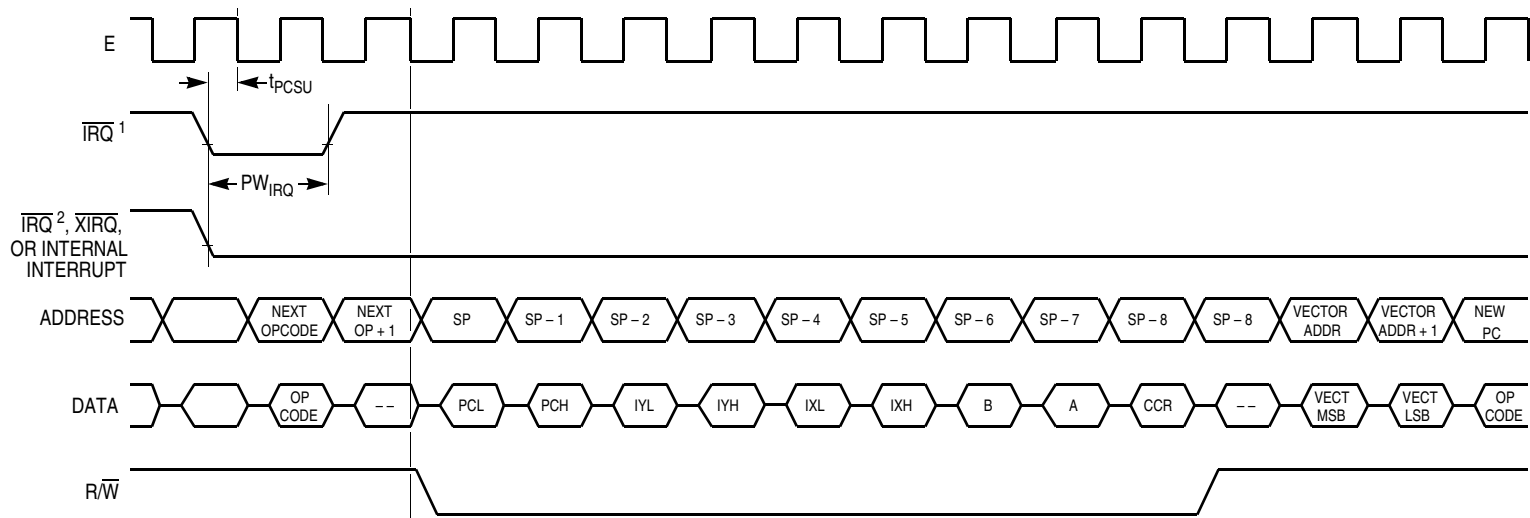 E
tPCSU
IRQ 1
PWIRQ
IRQ 2, XIRQ,
OR INTERNAL
INTERRUPT
ADDRESS
NEXT
OPCODE
NEXT
OP + 1
SP
SP – 1
SP – 2
SP – 3
SP – 4
SP – 5
SP – 6
SP – 7
SP – 8
SP – 8
VECTOR
ADDR
VECTOR
ADDR + 1
NEW
PC
DATA
OP
CODE
– –
PCL
PCH
IYL
IYH
IXL
IXH
B
A
CCR
– –
VECT
MSB
VECT
LSB
OP
CODE
R/W